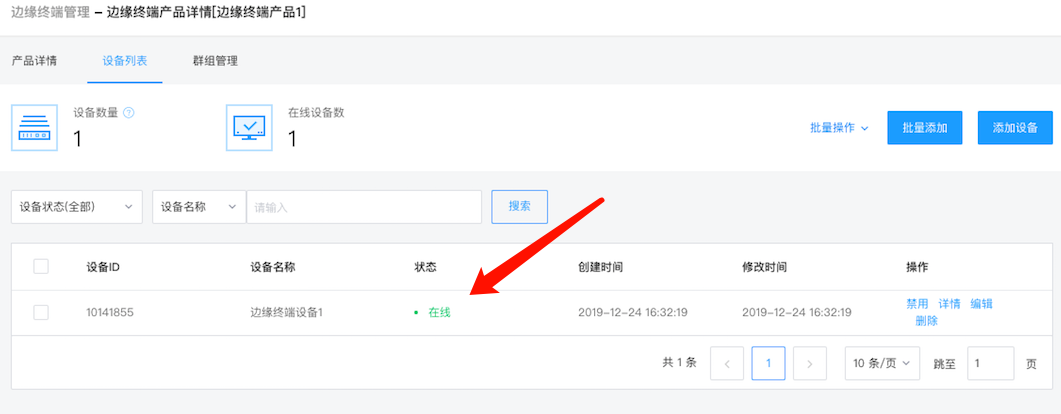 边缘终端管理 – 边缘终端产品详情[边缘终端产品1]
产品详情 设备列表 群组管理
设备数量 ?
1
在线设备数
1
批量操作 批量添加 添加设备
设备状态(全部) 设备名称 请输入 搜索
设备ID 设备名称 状态 创建时间 修改时间 操作
10141855 边缘终端设备1 在线 2019-12-24 16:32:19 2019-12-24 16:32:19 禁用 详情 编辑
删除
共 1 条 < 1 > 10 条/页 跳至 1 页